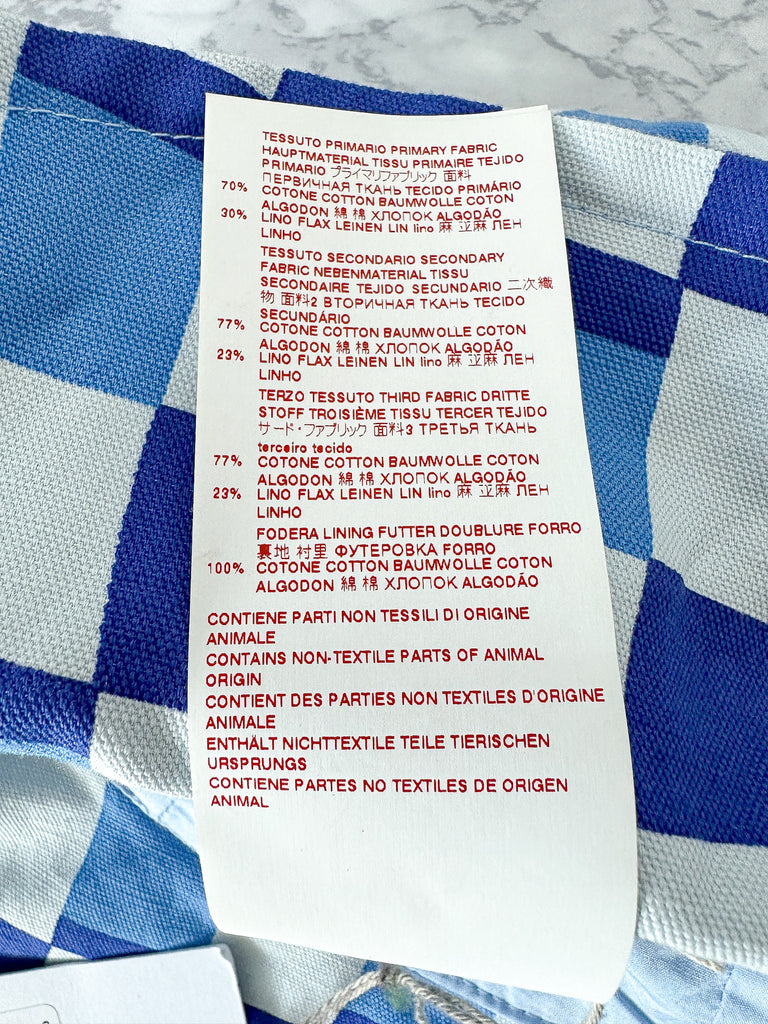 TESSUTO PRIMARIO PRIMARY FABRIC
HAUPTMATERIAL TISSU PRIMAIRE TEJIDO
PRIMARIO プライマリファブリック 面料
ПЕРВИЧНАЯ ТКАНЬ TECIDO PRIMÁRIO
70% COTONE COTTON BAUMWOLLE COTON
ALGODON 綿 棉 ХЛОПОК ALGODÃO
30% LINO FLAX LEINEN LIN lino 麻 亚麻 ЛЕН
LINHO
TESSUTO SECONDARIO SECONDARY
FABRIC NEBENMATERIAL TISSU
SECONDAIRE TEJIDO SECUNDARIO 二次織
物 面料2 ВТОРИЧНАЯ ТКАНЬ TECIDO
SECUNDÁRIO
77% COTONE COTTON BAUMWOLLE COTON
ALGODON 綿 棉 ХЛОПОК ALGODÃO
23% LINO FLAX LEINEN LIN lino 麻 亚麻 ЛЕН
LINHO
TERZO TESSUTO THIRD FABRIC DRITTE
STOFF TROISIÈME TISSU TERCER TEJIDO
サード・ファブリック 面料3 ТРЕТЬЯ ТКАНЬ
terceiro tecido
77% COTONE COTTON BAUMWOLLE COTON
ALGODON 綿 棉 ХЛОПОК ALGODÃO
23% LINO FLAX LEINEN LIN lino 麻 亚麻 ЛЕН
LINHO
FODERA LINING FUTTER DOUBLURE FORRO
裏地 衬里 ФУТЕРОВКА FORRO
100% COTONE COTTON BAUMWOLLE COTON
ALGODON 綿 棉 ХЛОПОК ALGODÃO
CONTIENE PARTI NON TESSILI DI ORIGINE
ANIMALE
CONTAINS NON-TEXTILE PARTS OF ANIMAL
ORIGIN
CONTIENT DES PARTIES NON TEXTILES D'ORIGINE
ANIMALE
ENTHÄLT NICHTTEXTILE TEILE TIERISCHEN
URSPRUNGS
CONTIENE PARTES NO TEXTILES DE ORIGEN
ANIMAL